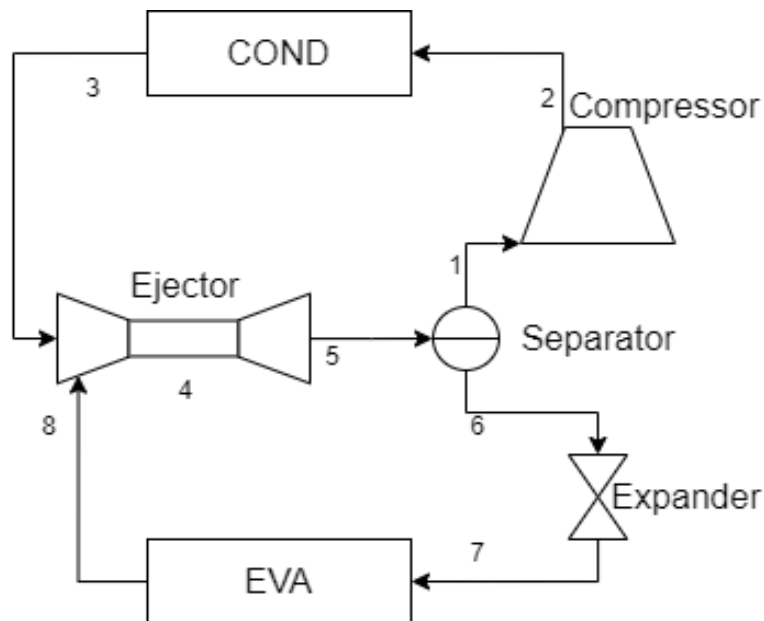 COND
3
2
Compressor
1
Ejector
5
Separator
4
8
6
Expander
7
EVA